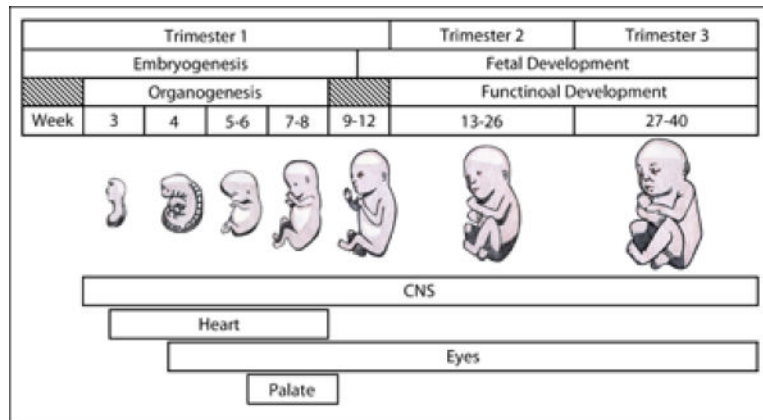 Trimester 1 Trimester 2 Trimester 3
Embryogenesis Fetal Development
Organogenesis Functinoal Development
Week 3 4 5-6 7-8 9-12 13-26 27-40
CNS
Heart
Eyes
Palate